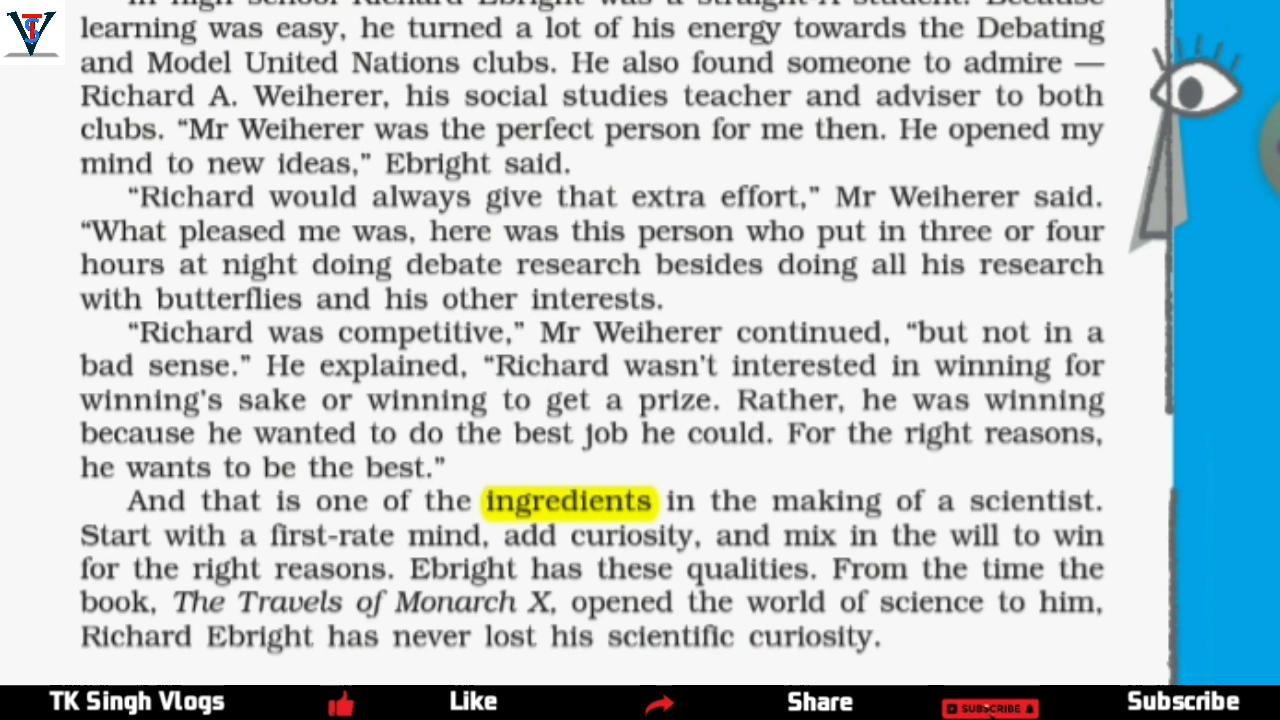 In high school Richard Ebright was a straight-A student. Because
learning was easy, he turned a lot of his energy towards the Debating
and Model United Nations clubs. He also found someone to admire —
Richard A. Weiherer, his social studies teacher and adviser to both
clubs. “Mr Weiherer was the perfect person for me then. He opened my
mind to new ideas,” Ebright said.
“Richard would always give that extra effort,” Mr Weiherer said.
“What pleased me was, here was this person who put in three or four
hours at night doing debate research besides doing all his research
with butterflies and his other interests.
“Richard was competitive,” Mr Weiherer continued, “but not in a
bad sense.” He explained, “Richard wasn't interested in winning for
winning's sake or winning to get a prize. Rather, he was winning
because he wanted to do the best job he could. For the right reasons,
he wants to be the best.”
And that is one of the ingredients in the making of a scientist.
Start with a first-rate mind, add curiosity, and mix in the will to win
for the right reasons. Ebright has these qualities. From the time the
book, The Travels of Monarch X, opened the world of science to him,
Richard Ebright has never lost his scientific curiosity.
TK Singh Vlogs Like Share SUBSCRIBE Subscribe